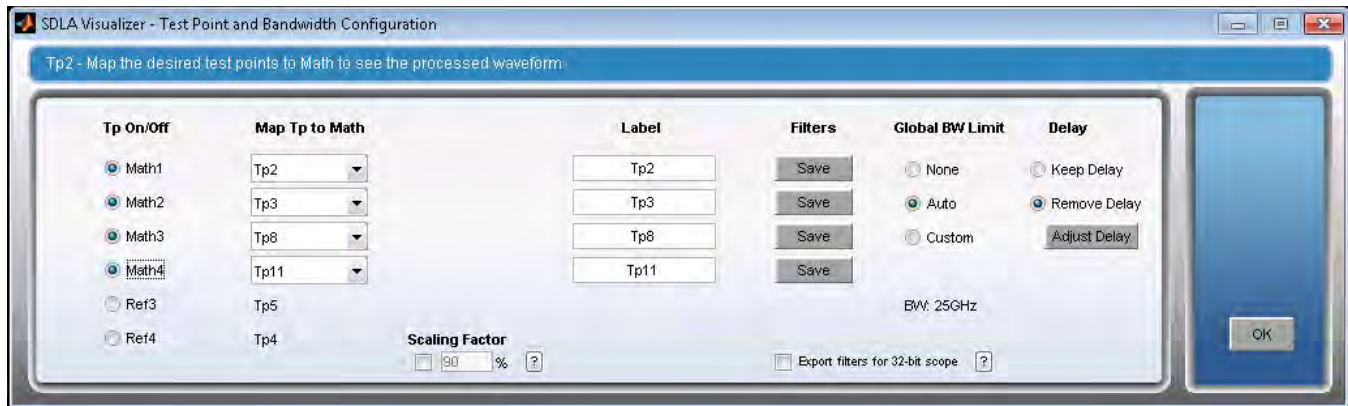 SDLA Visualizer - Test Point and Bandwidth Configuration
Tp2 - Map the desired test points to Math to see the processed waveform
Tp On/Off Map Tp to Math Label Filters Global BW Limit Delay
Math1 Tp2 Tp2 Save None Keep Delay
Math2 Tp3 Tp3 Save Auto Remove Delay
Math3 Tp8 Tp8 Save Custom Adjust Delay
Math4 Tp11 Tp11 Save
Ref3 Tp5 BW: 25GHz
Ref4 Tp4 Scaling Factor OK
90 % ? Export filters for 32-bit scope ?